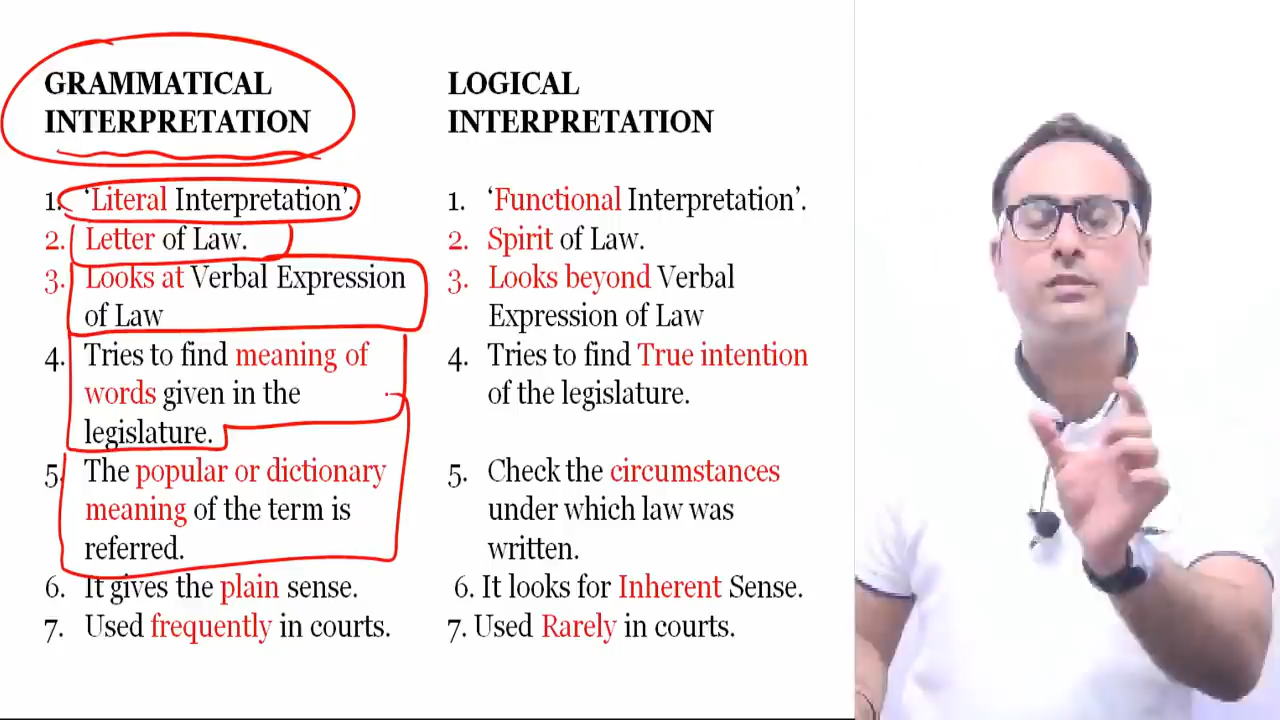 GRAMMATICAL
INTERPRETATION
1. 'Literal Interpretation'.
2. Letter of Law.
3. Looks at Verbal Expression
of Law
4. Tries to find meaning of
words given in the
legislature.
5. The popular or dictionary
meaning of the term is
referred.
6. It gives the plain sense.
7. Used frequently in courts.
LOGICAL
INTERPRETATION
1. 'Functional Interpretation'.
2. Spirit of Law.
3. Looks beyond Verbal
Expression of Law
4. Tries to find True intention
of the legislature.
5. Check the circumstances
under which law was
written.
6. It looks for Inherent Sense.
7. Used Rarely in courts.